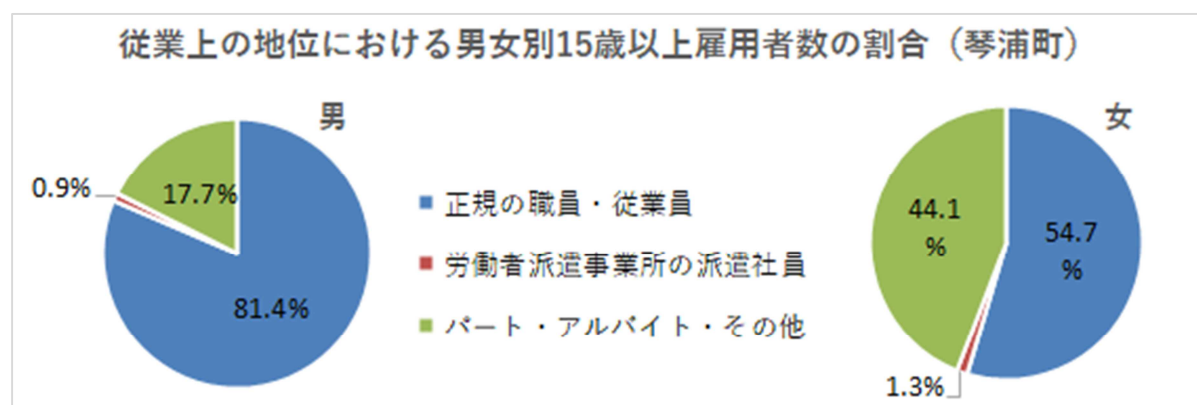 従業上の地位における男女別15歳以上雇用者数の割合（琴浦町）
男
0.9%
17.7%
81.4%
正規の職員・従業員
労働者派遣事業所の派遣社員
パート・アルバイト・その他
女
44.1
%
54.7
%
1.3%